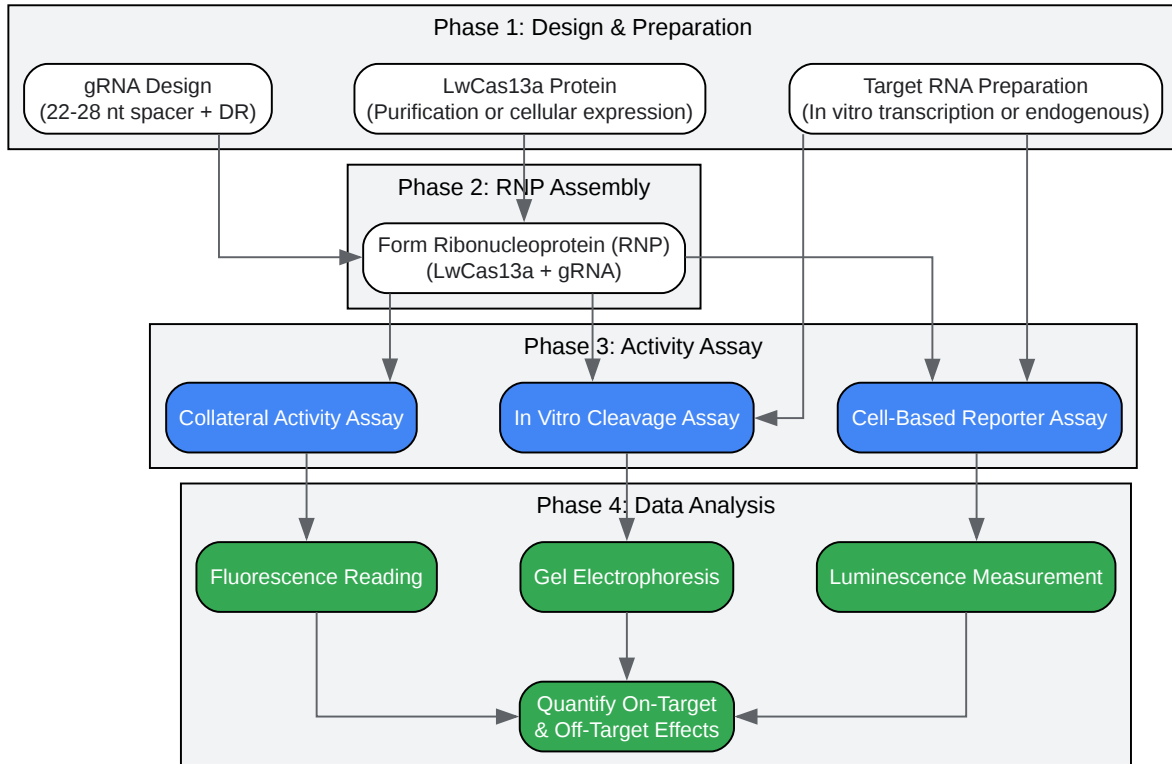 Phase 1: Design & Preparation
gRNA Design
(22-28 nt spacer + DR)
LwCas13a Protein
(Purification or cellular expression)
Target RNA Preparation
(In vitro transcription or endogenous)
Phase 2: RNP Assembly
Form Ribonucleoprotein (RNP)
(LwCas13a + gRNA)
Phase 3: Activity Assay
Collateral Activity Assay
In Vitro Cleavage Assay
Cell-Based Reporter Assay
Phase 4: Data Analysis
Fluorescence Reading
Gel Electrophoresis
Luminescence Measurement
Quantify On-Target
& Off-Target Effects